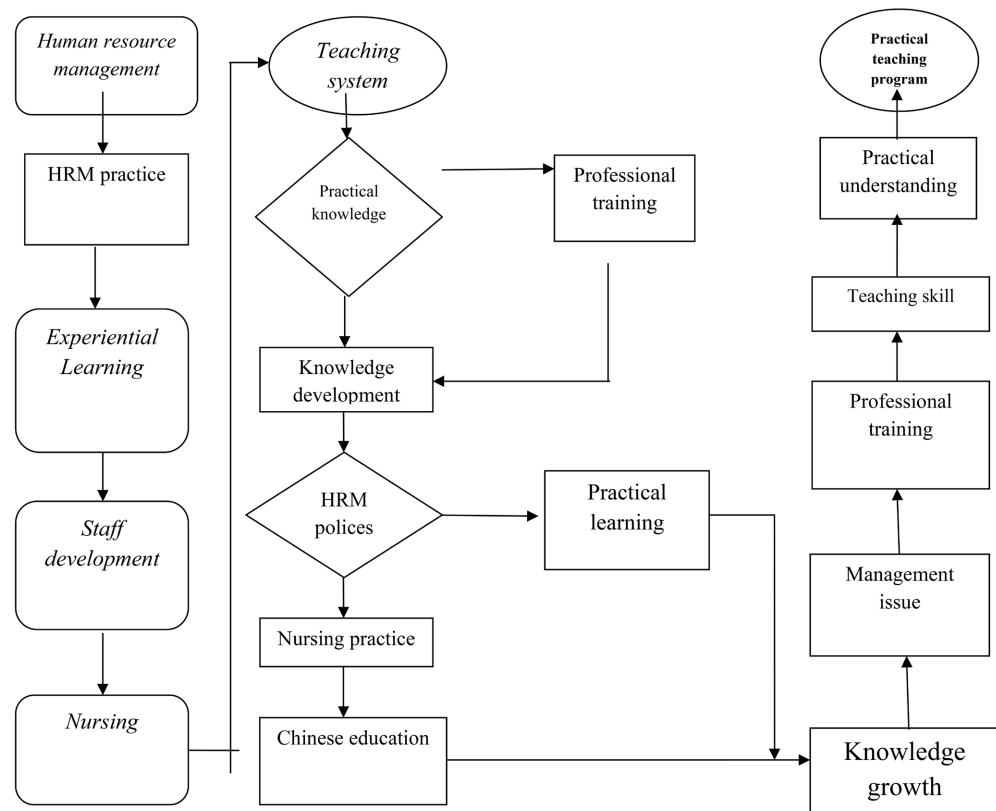 Human resource
management
HRM practice
Experiential
Learning
Staff
development
Nursing
Teaching
system
Practical
knowledge
Professional
training
Knowledge
development
HRM
polices
Practical
learning
Nursing practice
Chinese education
Practical
teaching
program
Practical
understanding
Teaching skill
Professional
training
Management
issue
Knowledge
growth